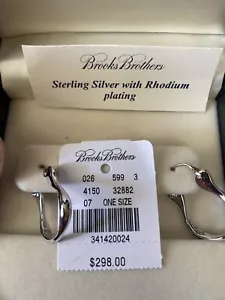 Brooks Brothers
Sterling Silver with Rhodium
plating
Brooks Brothers
026 599 3
4150 32882
07 ONE SIZE
341420024
$298.00